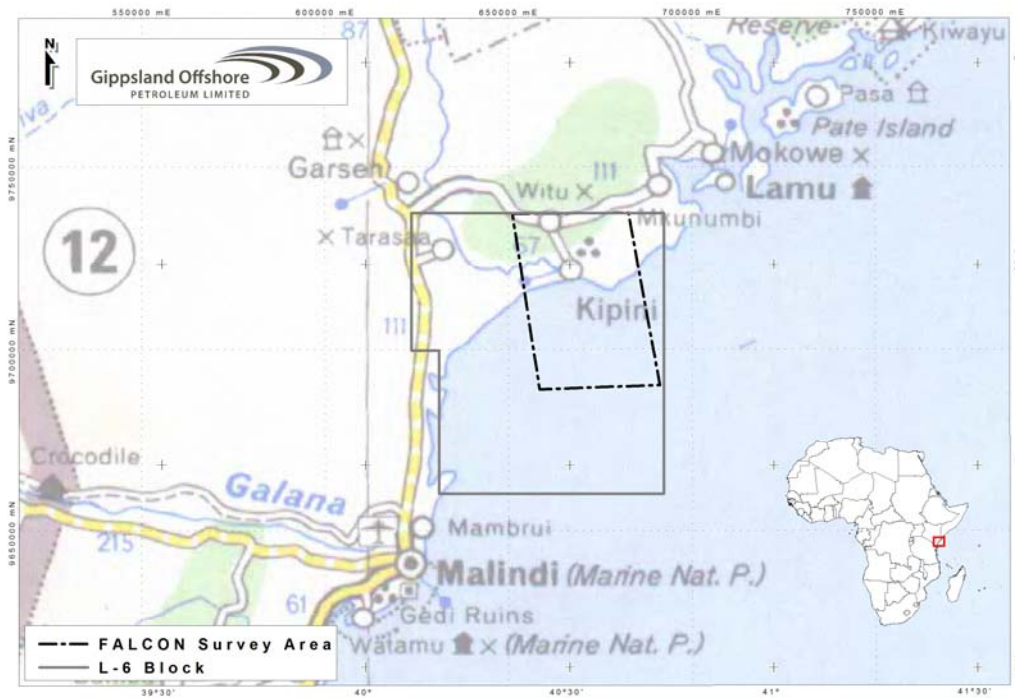 550000 mE 600000 mE 650000 mE 700000 mE 750000 mE
N
Gippsland Offshore
PETROLEUM LIMITED
87
Reserve
Kiwayu
iva
Pasa
Pate Island
Mokowe
Lamu
9750000 mN
Garsen
111
Witu
Mkunumbi
12
Tarasaa
57
Kipini
111
9700000 mN
Crocodile
Galana
215
Mambrui
9650000 mN
Malindi (Marine Nat. P.)
61
Gedi Ruins
Watamu (Marine Nat. P.)
FALCON Survey Area
L-6 Block
39°30' 40° 40°30' 41° 41°30'